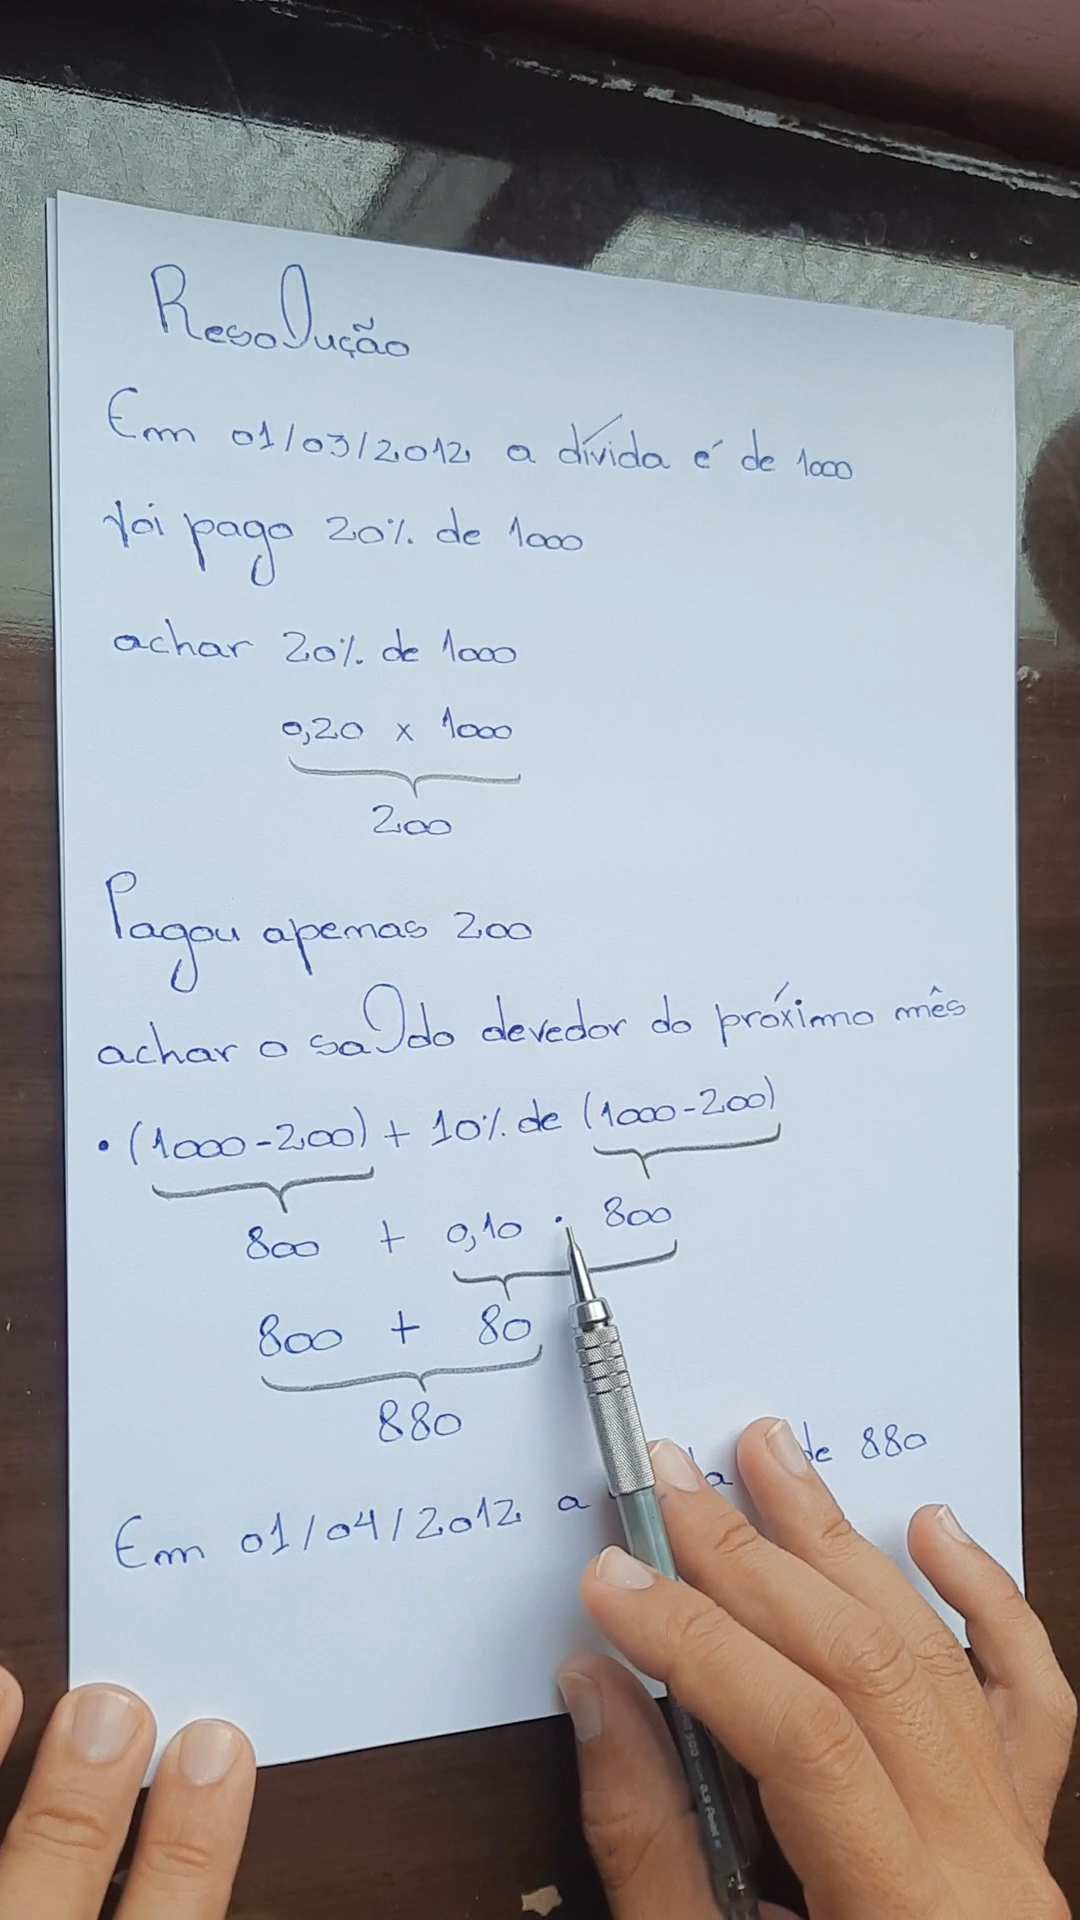 Resolução
Em 01/03/2012 a dívida é de 1000
foi pago 20% de 1000
achar 20% de 1000
0,20 x 1000
200
Pagou apenas 200
achar o saldo devedor do próximo mês
• (1000-200) + 10% de (1000-200)
800 + 0,10 · 800
800 + 80
880
Em 01/04/2012 a de 880